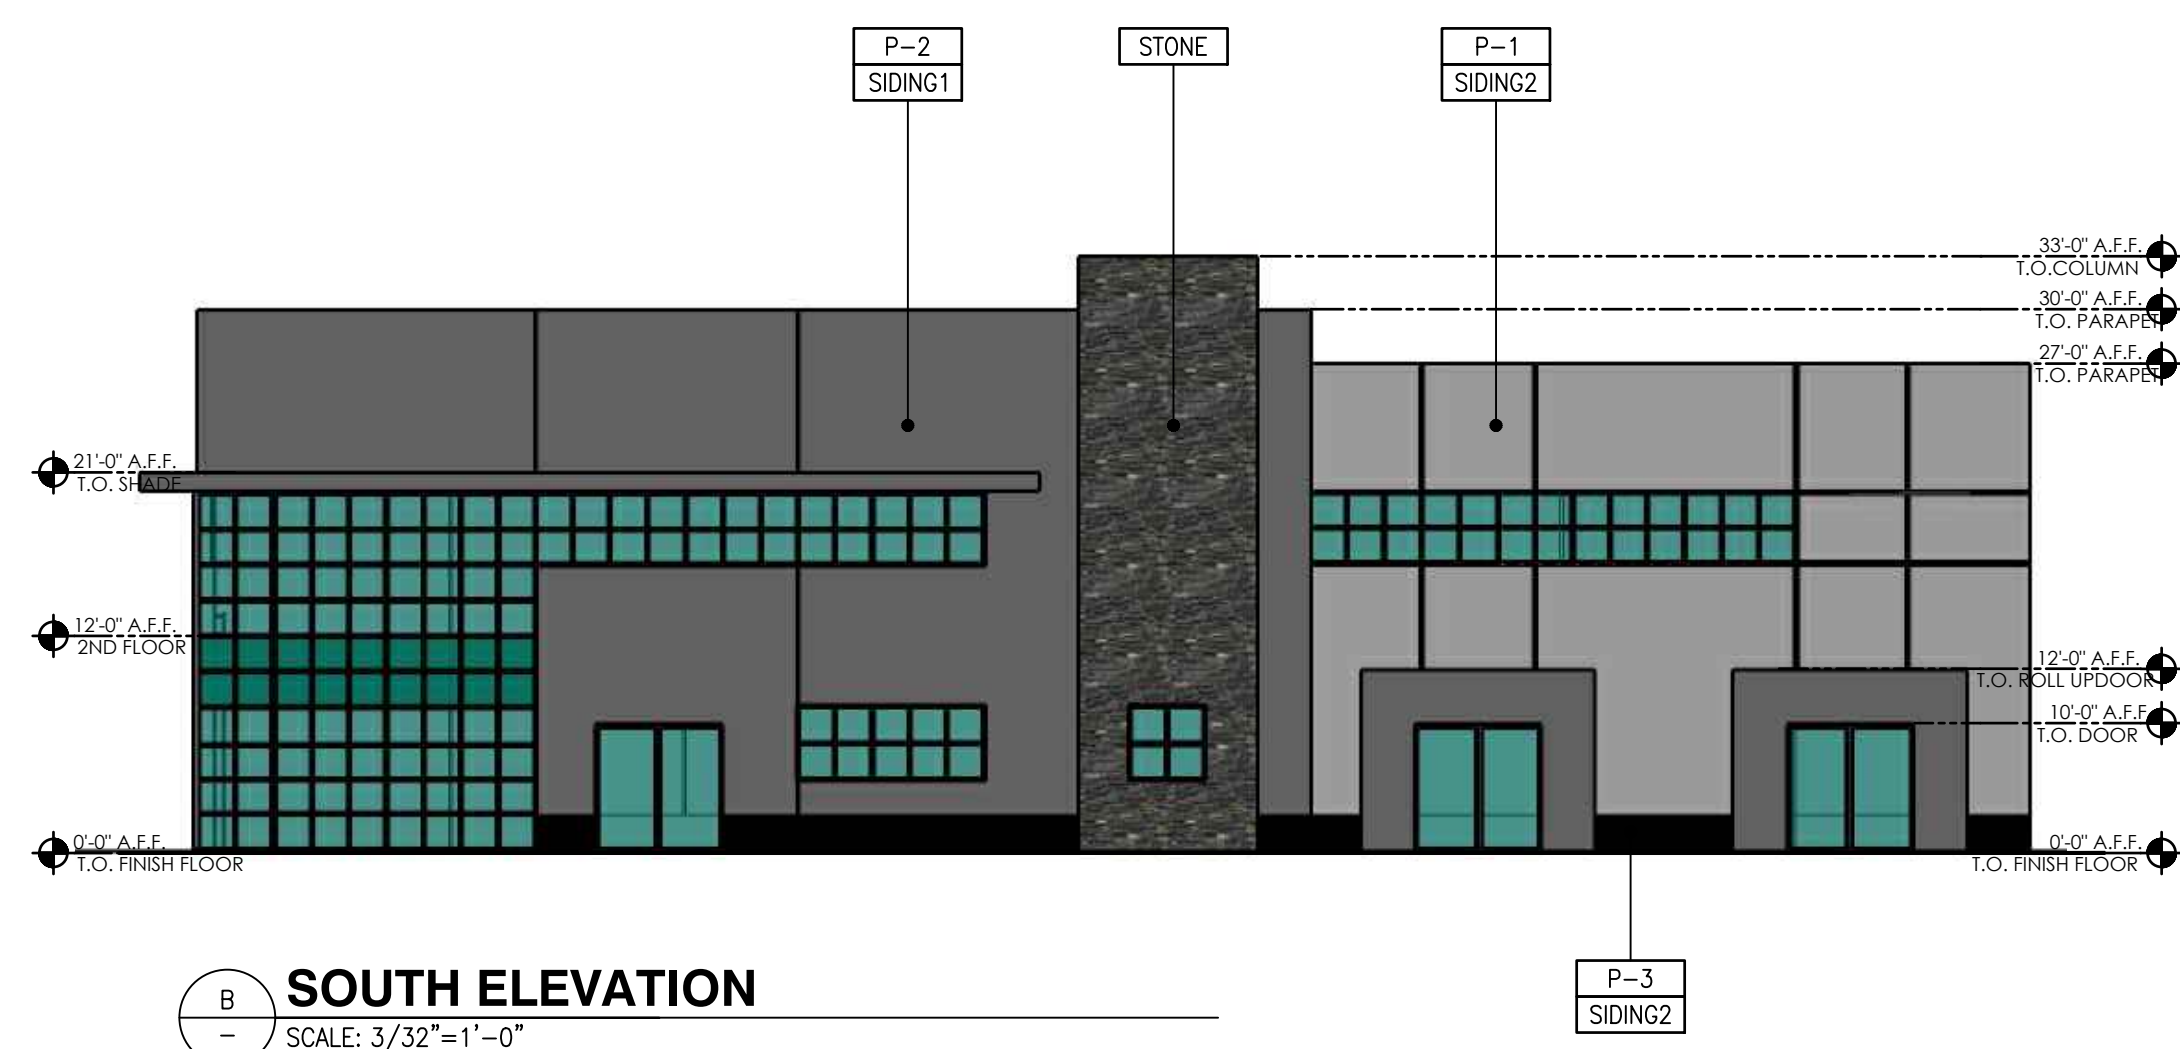 P-2
SIDING1
STONE
P-1
SIDING2
33'-0" A.F.F.
T.O.COLUMN
30'-0" A.F.F.
T.O. PARAPET
27'-0" A.F.F.
T.O. PARAPET
21'-0" A.F.F.
T.O. SHADE
12'-0" A.F.F.
2ND FLOOR
12'-0" A.F.F.
T.O. ROLL UPDOOR
10'-0" A.F.F.
T.O. DOOR
0'-0" A.F.F.
T.O. FINISH FLOOR
0'-0" A.F.F.
T.O. FINISH FLOOR
P-3
SIDING2
B
-
SOUTH ELEVATION
SCALE: 3/32"=1'-0"